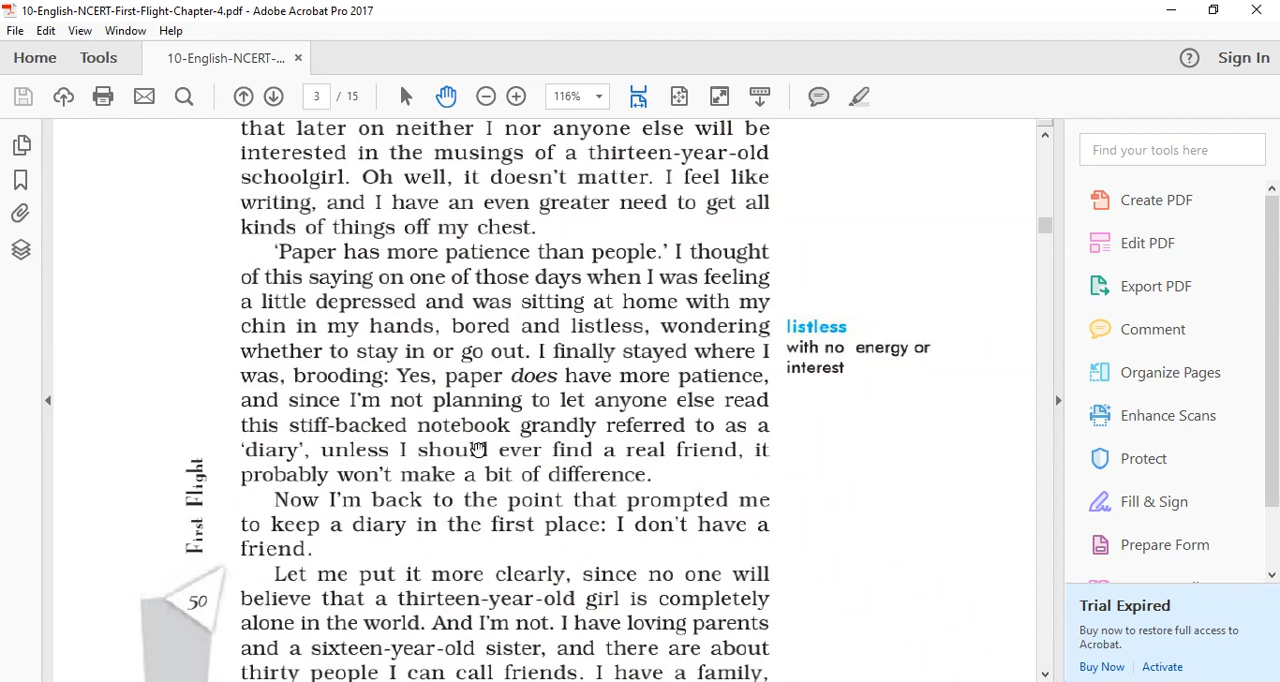 10-English-NCERT-First-Flight-Chapter-4.pdf - Adobe Acrobat Pro 2017
File Edit View Window Help
Home Tools 10-English-NCERT-... × ? Sign In
3 / 15 116%
that later on neither I nor anyone else will be
interested in the musings of a thirteen-year-old
schoolgirl. Oh well, it doesn't matter. I feel like
writing, and I have an even greater need to get all
kinds of things off my chest.
'Paper has more patience than people.' I thought
of this saying on one of those days when I was feeling
a little depressed and was sitting at home with my
chin in my hands, bored and listless, wondering
whether to stay in or go out. I finally stayed where I
was, brooding: Yes, paper does have more patience,
and since I'm not planning to let anyone else read
this stiff-backed notebook grandly referred to as a
'diary', unless I should ever find a real friend, it
probably won't make a bit of difference.
Now I'm back to the point that prompted me
to keep a diary in the first place: I don't have a
friend.
Let me put it more clearly, since no one will
believe that a thirteen-year-old girl is completely
alone in the world. And I'm not. I have loving parents
and a sixteen-year-old sister, and there are about
thirty people I can call friends. I have a family,
listless
with no energy or
interest
First Flight
50
Find your tools here
Create PDF
Edit PDF
Export PDF
Comment
Organize Pages
Enhance Scans
Protect
Fill & Sign
Prepare Form
Trial Expired
Buy now to restore full access to
Acrobat.
Buy Now Activate